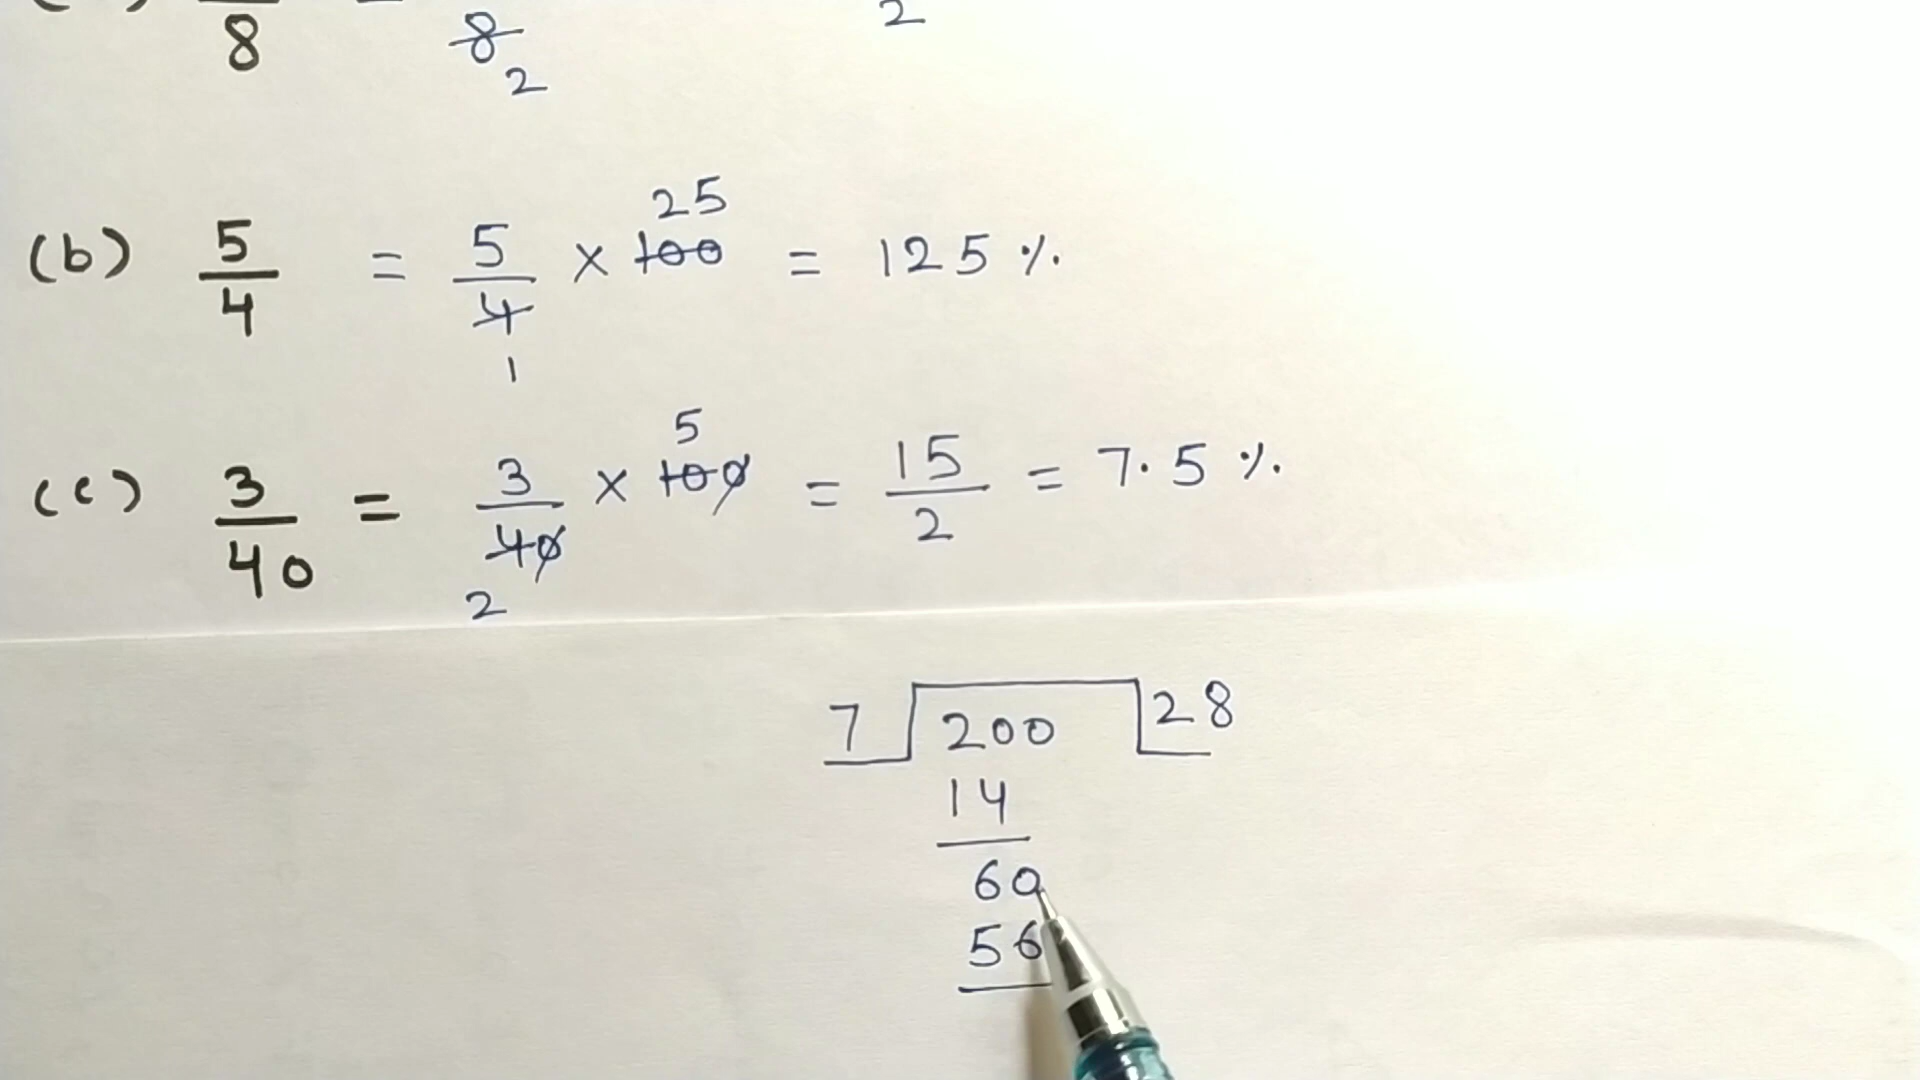 8 8 2 2
(b) 5/4 = 5/4 1 × 100 25 = 125 %
(c) 3/40 = 3/40 2 × 100 5 = 15/2 = 7.5 %
7 200 28
14
60
56